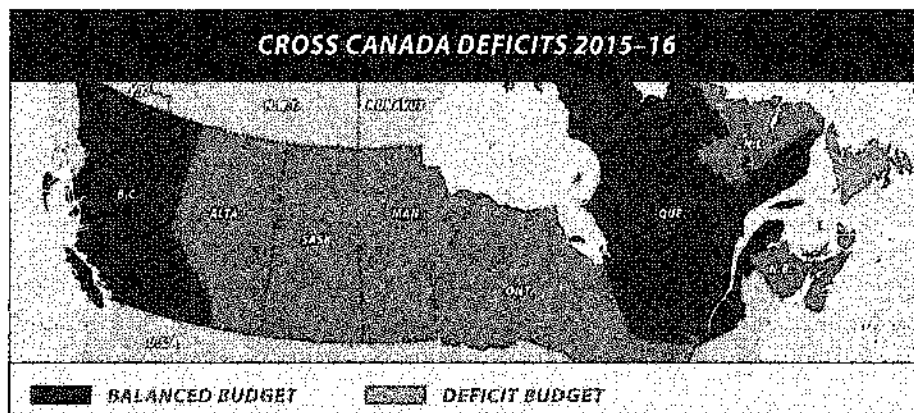 CROSS CANADA DEFICITS 2015–16
N.W.T.
NUNAVUT
N.L.
B.C.
ALTA
SASK
MAN
QUE
ONT
N.B.
U.S.A.
BALANCED BUDGET
DEFICIT BUDGET